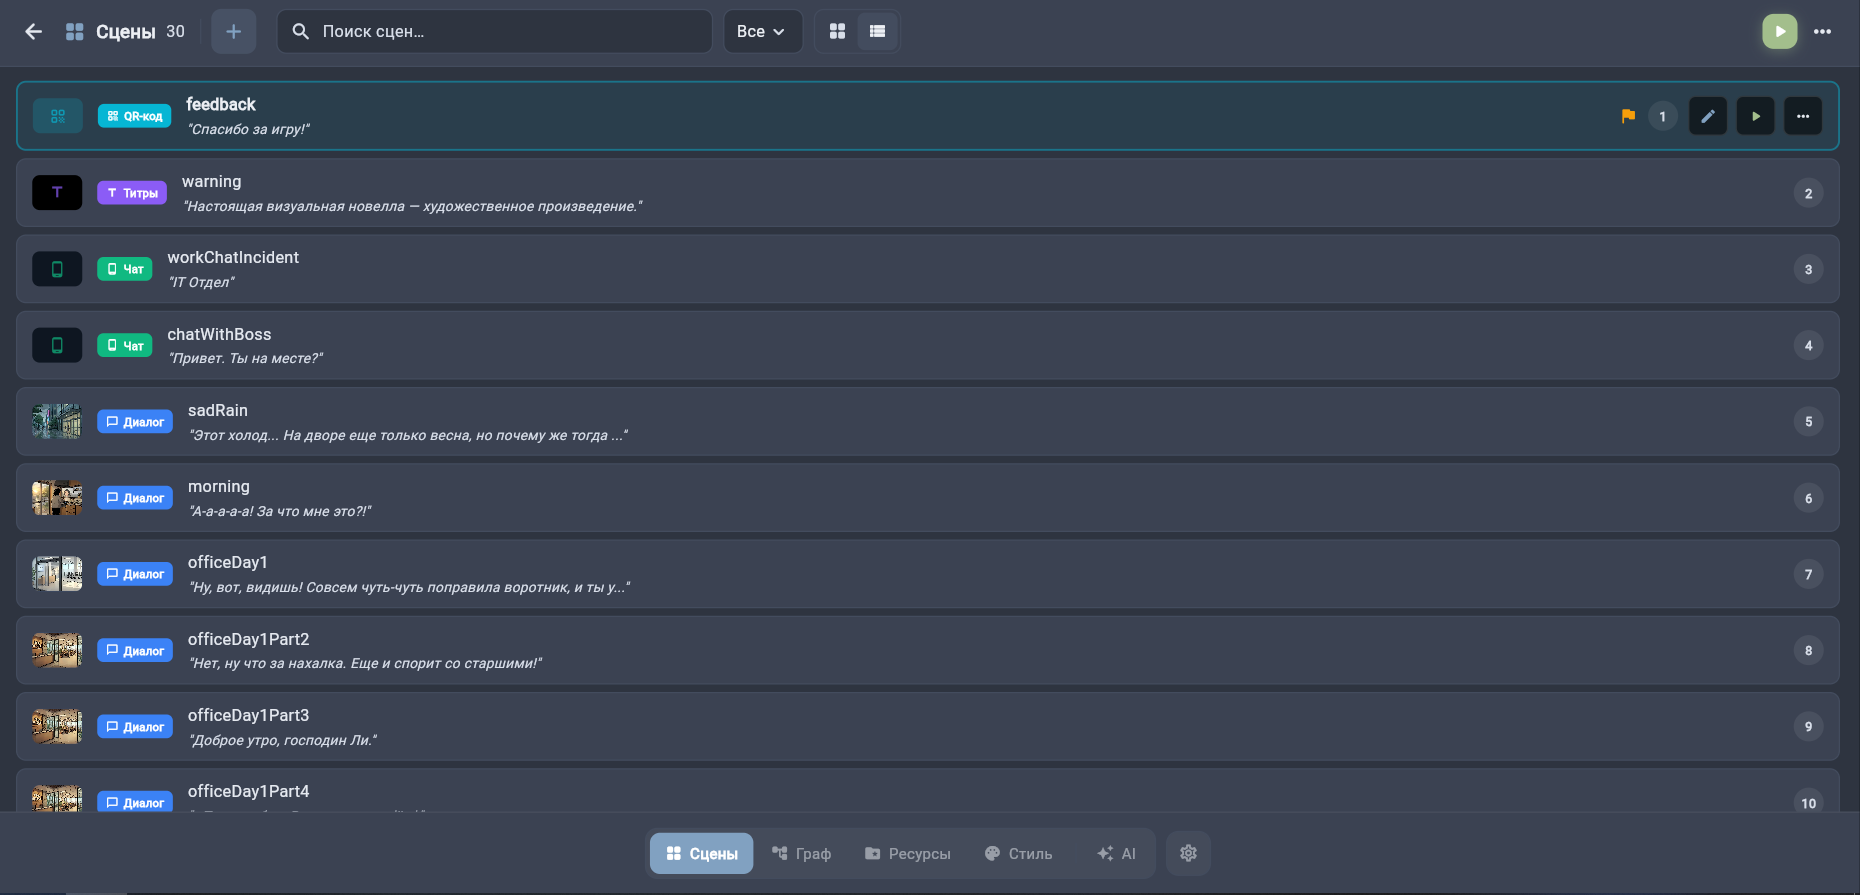 Сцены 30
Поиск сцен...
Все
QR-код
feedback
"Спасибо за игру!"
1
T
T Титры
warning
"Настоящая визуальная новелла — художественное произведение."
2
Чат
workChatIncident
"IT Отдел"
3
Чат
chatWithBoss
"Привет. Ты на месте?"
4
Диалог
sadRain
"Этот холод... На дворе еще только весна, но почему же тогда ..."
5
Диалог
morning
"А-а-а-а-а! За что мне это?!"
6
Диалог
officeDay1
"Ну, вот, видишь! Совсем чуть-чуть поправила воротник, и ты у..."
7
Диалог
officeDay1Part2
"Нет, ну что за нахалка. Еще и спорит со старшими!"
8
Диалог
officeDay1Part3
"Доброе утро, господин Ли."
9
Диалог
officeDay1Part4
10
Сцены
Граф
Ресурсы
Стиль
AI